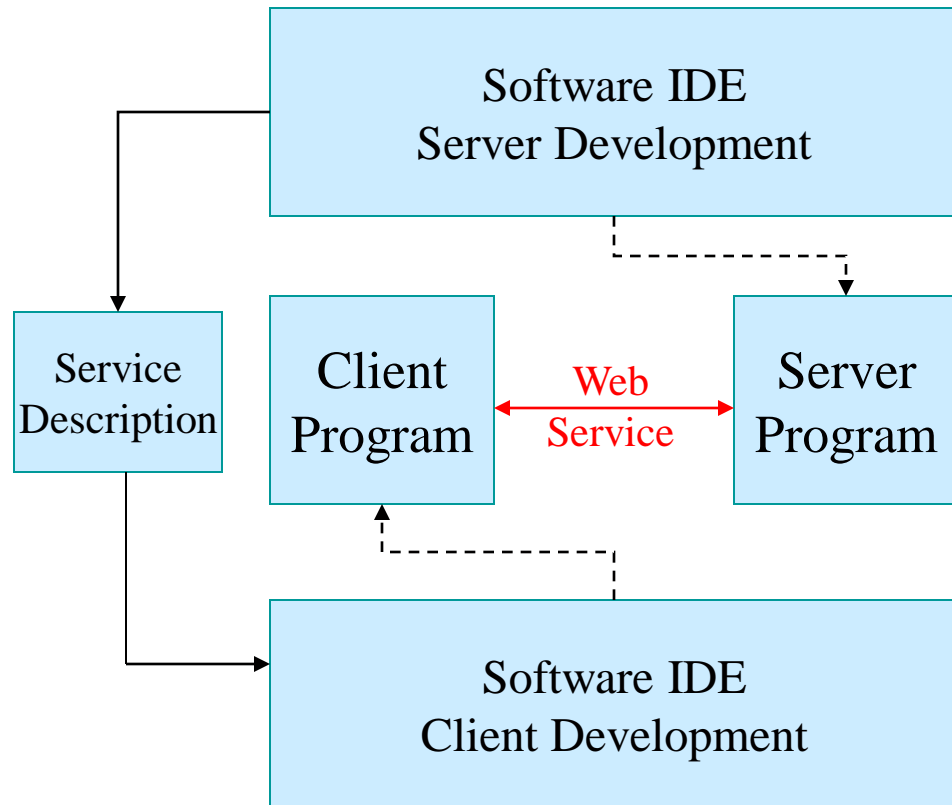 Software IDE
Server Development
Service
Description
Client
Program
Web
Service
Server
Program
Software IDE
Client Development